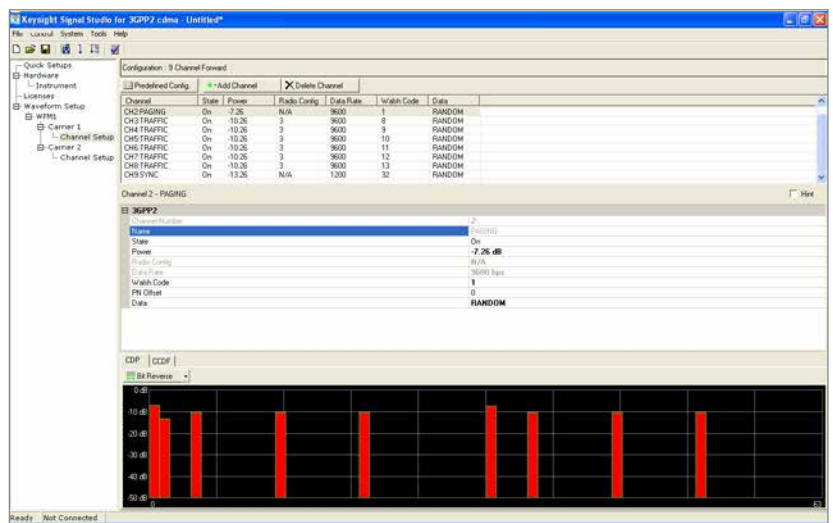 Keysight Signal Studio for 3GPP2 cdma - Untitled*
File Control System Tools Help
Quick Setups
Hardware
Instrument
Licenses
Waveform Setup
WFM1
Carrier 1
Channel Setup
Carrier 2
Channel Setup
Configuration : 9 Channel Forward
Predefined Config. Add Channel Delete Channel
Channel State Power Radio Config Data Rate Walsh Code Data
CH2:PAGING On -7.26 N/A 9600 1 RANDOM
CH3:TRAFFIC On -10.26 3 9600 8 RANDOM
CH4:TRAFFIC On -10.26 3 9600 9 RANDOM
CH5:TRAFFIC On -10.26 3 9600 10 RANDOM
CH6:TRAFFIC On -10.26 3 9600 11 RANDOM
CH7:TRAFFIC On -10.26 3 9600 12 RANDOM
CH8:TRAFFIC On -10.26 3 9600 13 RANDOM
CH9:SYNC On -13.26 N/A 1200 32 RANDOM
Channel 2 - PAGING Hint
3GPP2
Channel Number 2
Name PAGING
State On
Power -7.26 dB
Radio Config N/A
Data Rate 9600 bps
Walsh Code 1
PN Offset 0
Data RANDOM
CDP CCDF
Bit Reverse
0 dB
-10 dB
-20 dB
-30 dB
-40 dB
-50 dB
0 63
Ready Not Connected